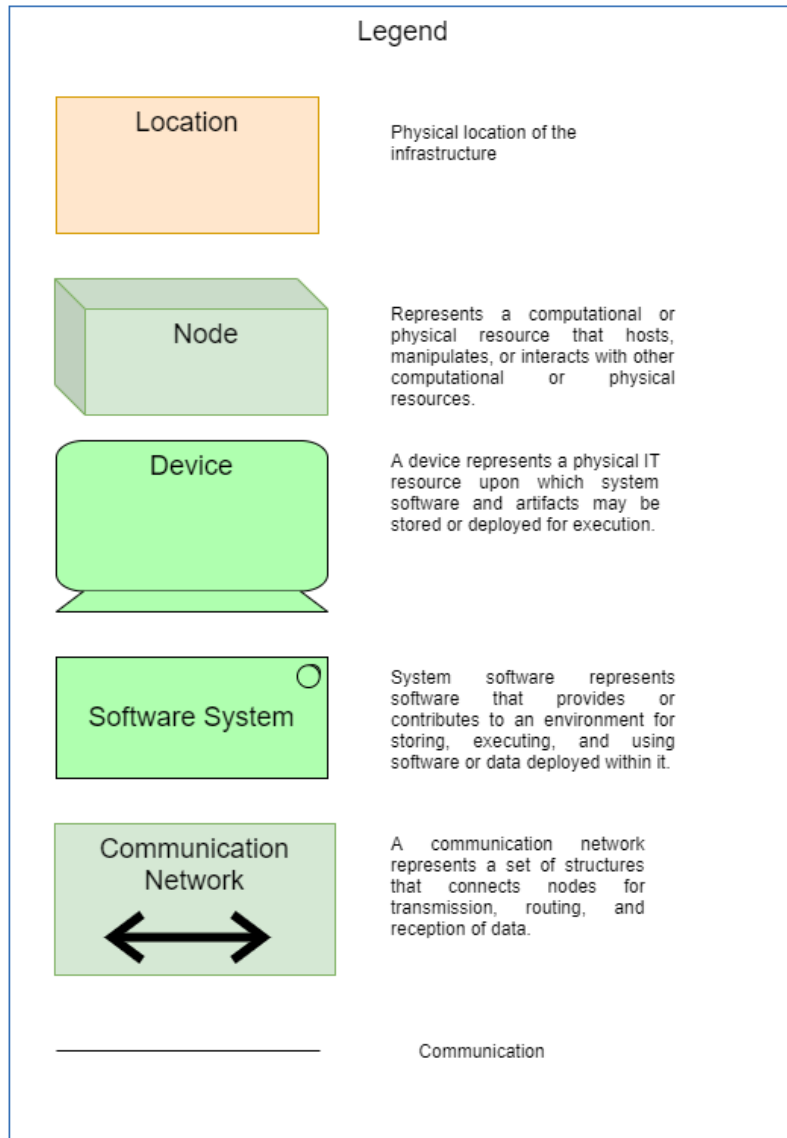 Legend
Location
Physical location of the
infrastructure
Node
Represents a computational or
physical resource that hosts,
manipulates, or interacts with other
computational or physical
resources.
Device
A device represents a physical IT
resource upon which system
software and artifacts may be
stored or deployed for execution.
Software System
System software represents
software that provides or
contributes to an environment for
storing, executing, and using
software or data deployed within it.
Communication
Network
A communication network
represents a set of structures
that connects nodes for
transmission, routing, and
reception of data.
Communication